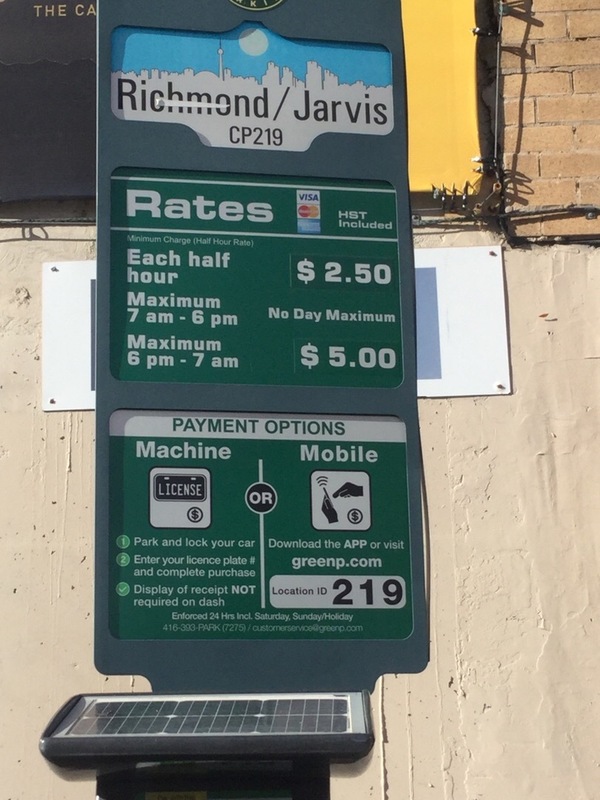 THE CA
Richmond/Jarvis
CP219
Rates
VISA
HST
Included
Minimum Charge (Half Hour Rate)
Each half
hour
$ 2.50
Maximum
7 am - 6 pm
No Day Maximum
Maximum
6 pm - 7 am
$ 5.00
PAYMENT OPTIONS
Machine
LICENSE
$
1 Park and lock your car
2 Enter your licence plate #
and complete purchase
Display of receipt NOT
required on dash
OR
Mobile
$
Download the APP or visit
greenp.com
Location ID 219
Enforced 24 Hrs Incl. Saturday, Sunday/Holiday
416-393-PARK (7275) / customerservice@greenp.com